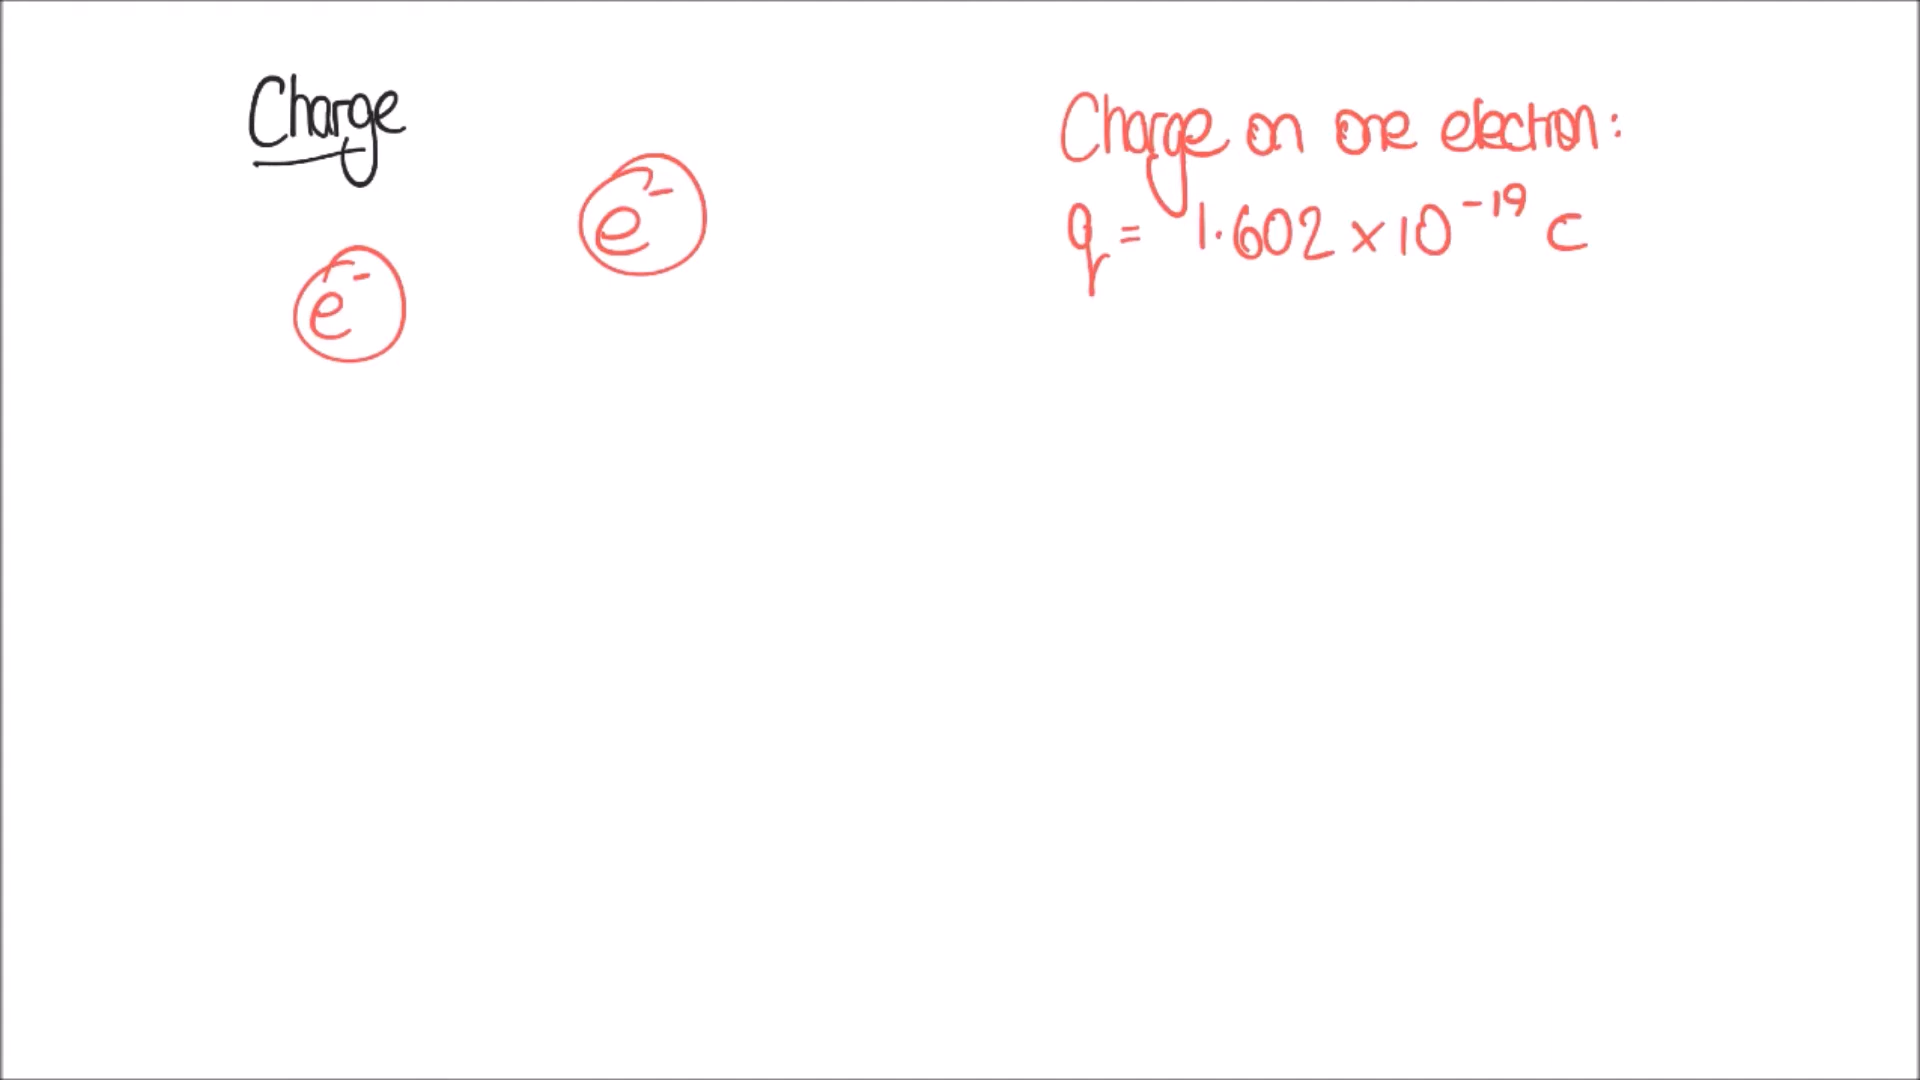 Charge
e⁻
e⁻
Charge on one electron:
q = 1.602 × 10⁻¹⁹ C